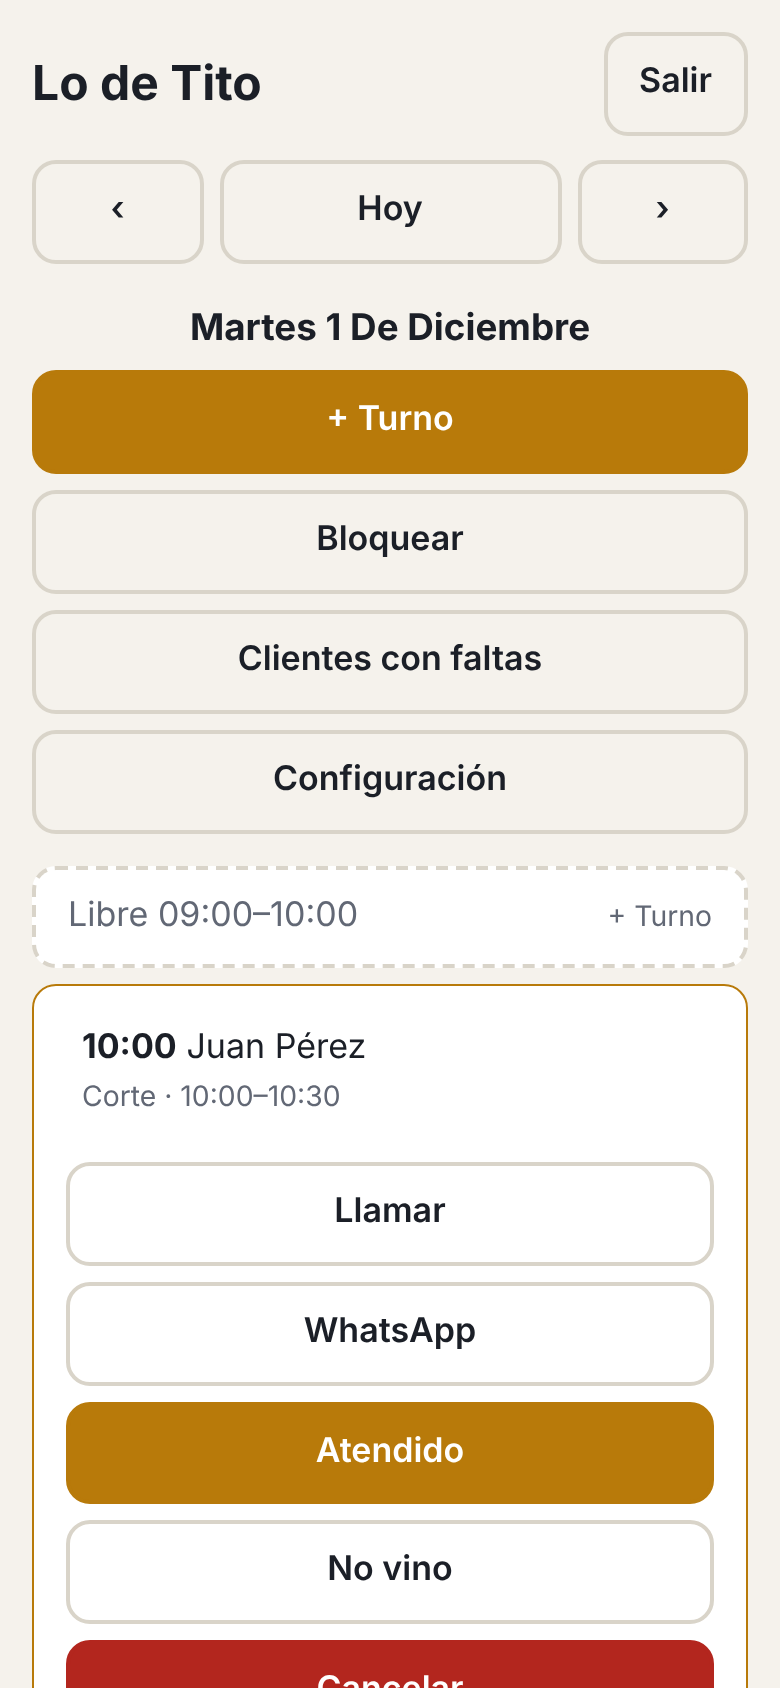 Lo de Tito
Salir
‹
Hoy
›
Martes 1 De Diciembre
+ Turno
Bloquear
Clientes con faltas
Configuración
Libre 09:00–10:00
+ Turno
10:00 Juan Pérez
Corte · 10:00–10:30
Llamar
WhatsApp
Atendido
No vino
Cancelar